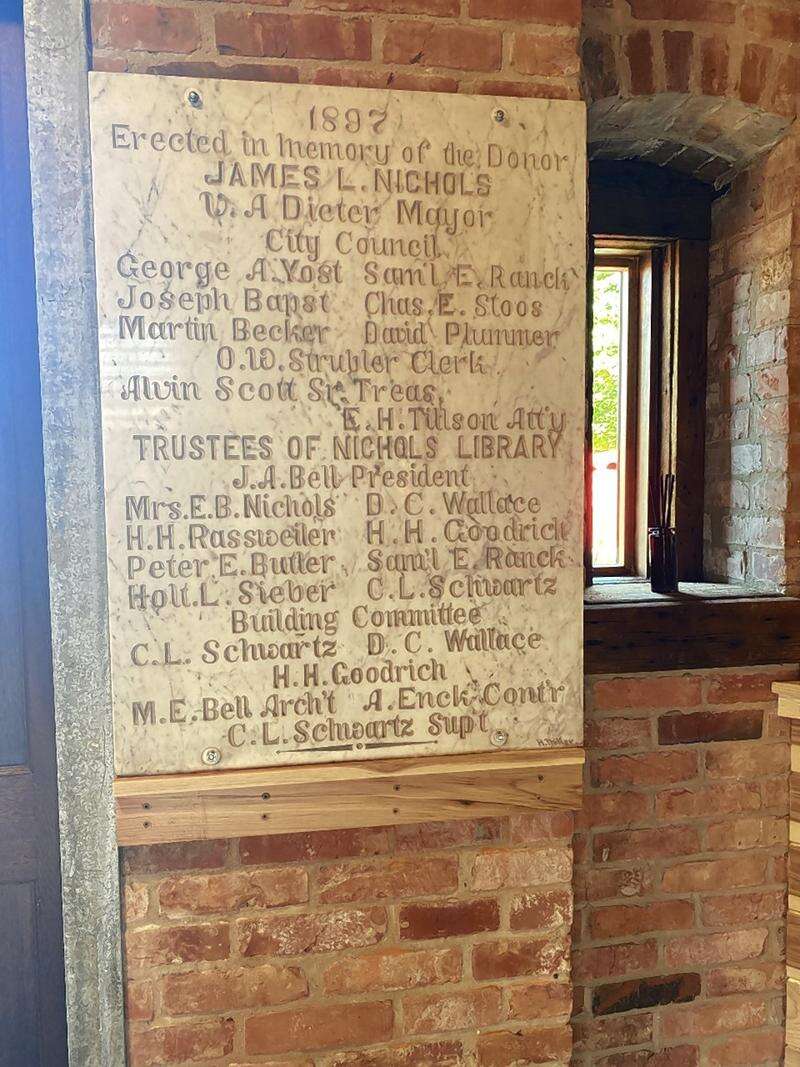 1897
Erected in memory of the Donor
JAMES L. NICHOLS
V. A Dieter Mayor
City Council
George A. Yost Sam'l E. Ranck
Joseph Bapst Chas. E. Stoos
Martin Becker David Plummer
O.W. Strubler Clerk
Alvin Scott Sr. Treas.
E. H. Tillson Att'y
TRUSTEES OF NICHOLS LIBRARY
J.A. Bell President
Mrs. E.B. Nichols D. C. Wallace
H.H. Rassweiler H. H. Goodrich
Peter E. Butler Sam'l E. Ranck
Holt. L. Sieber C.L. Schwartz
Building Committee
C.L. Schwartz D. C. Wallace
H.H. Goodrich
M.E. Bell Arch't A. Enck Cont'r
C.L. Schwartz Sup't